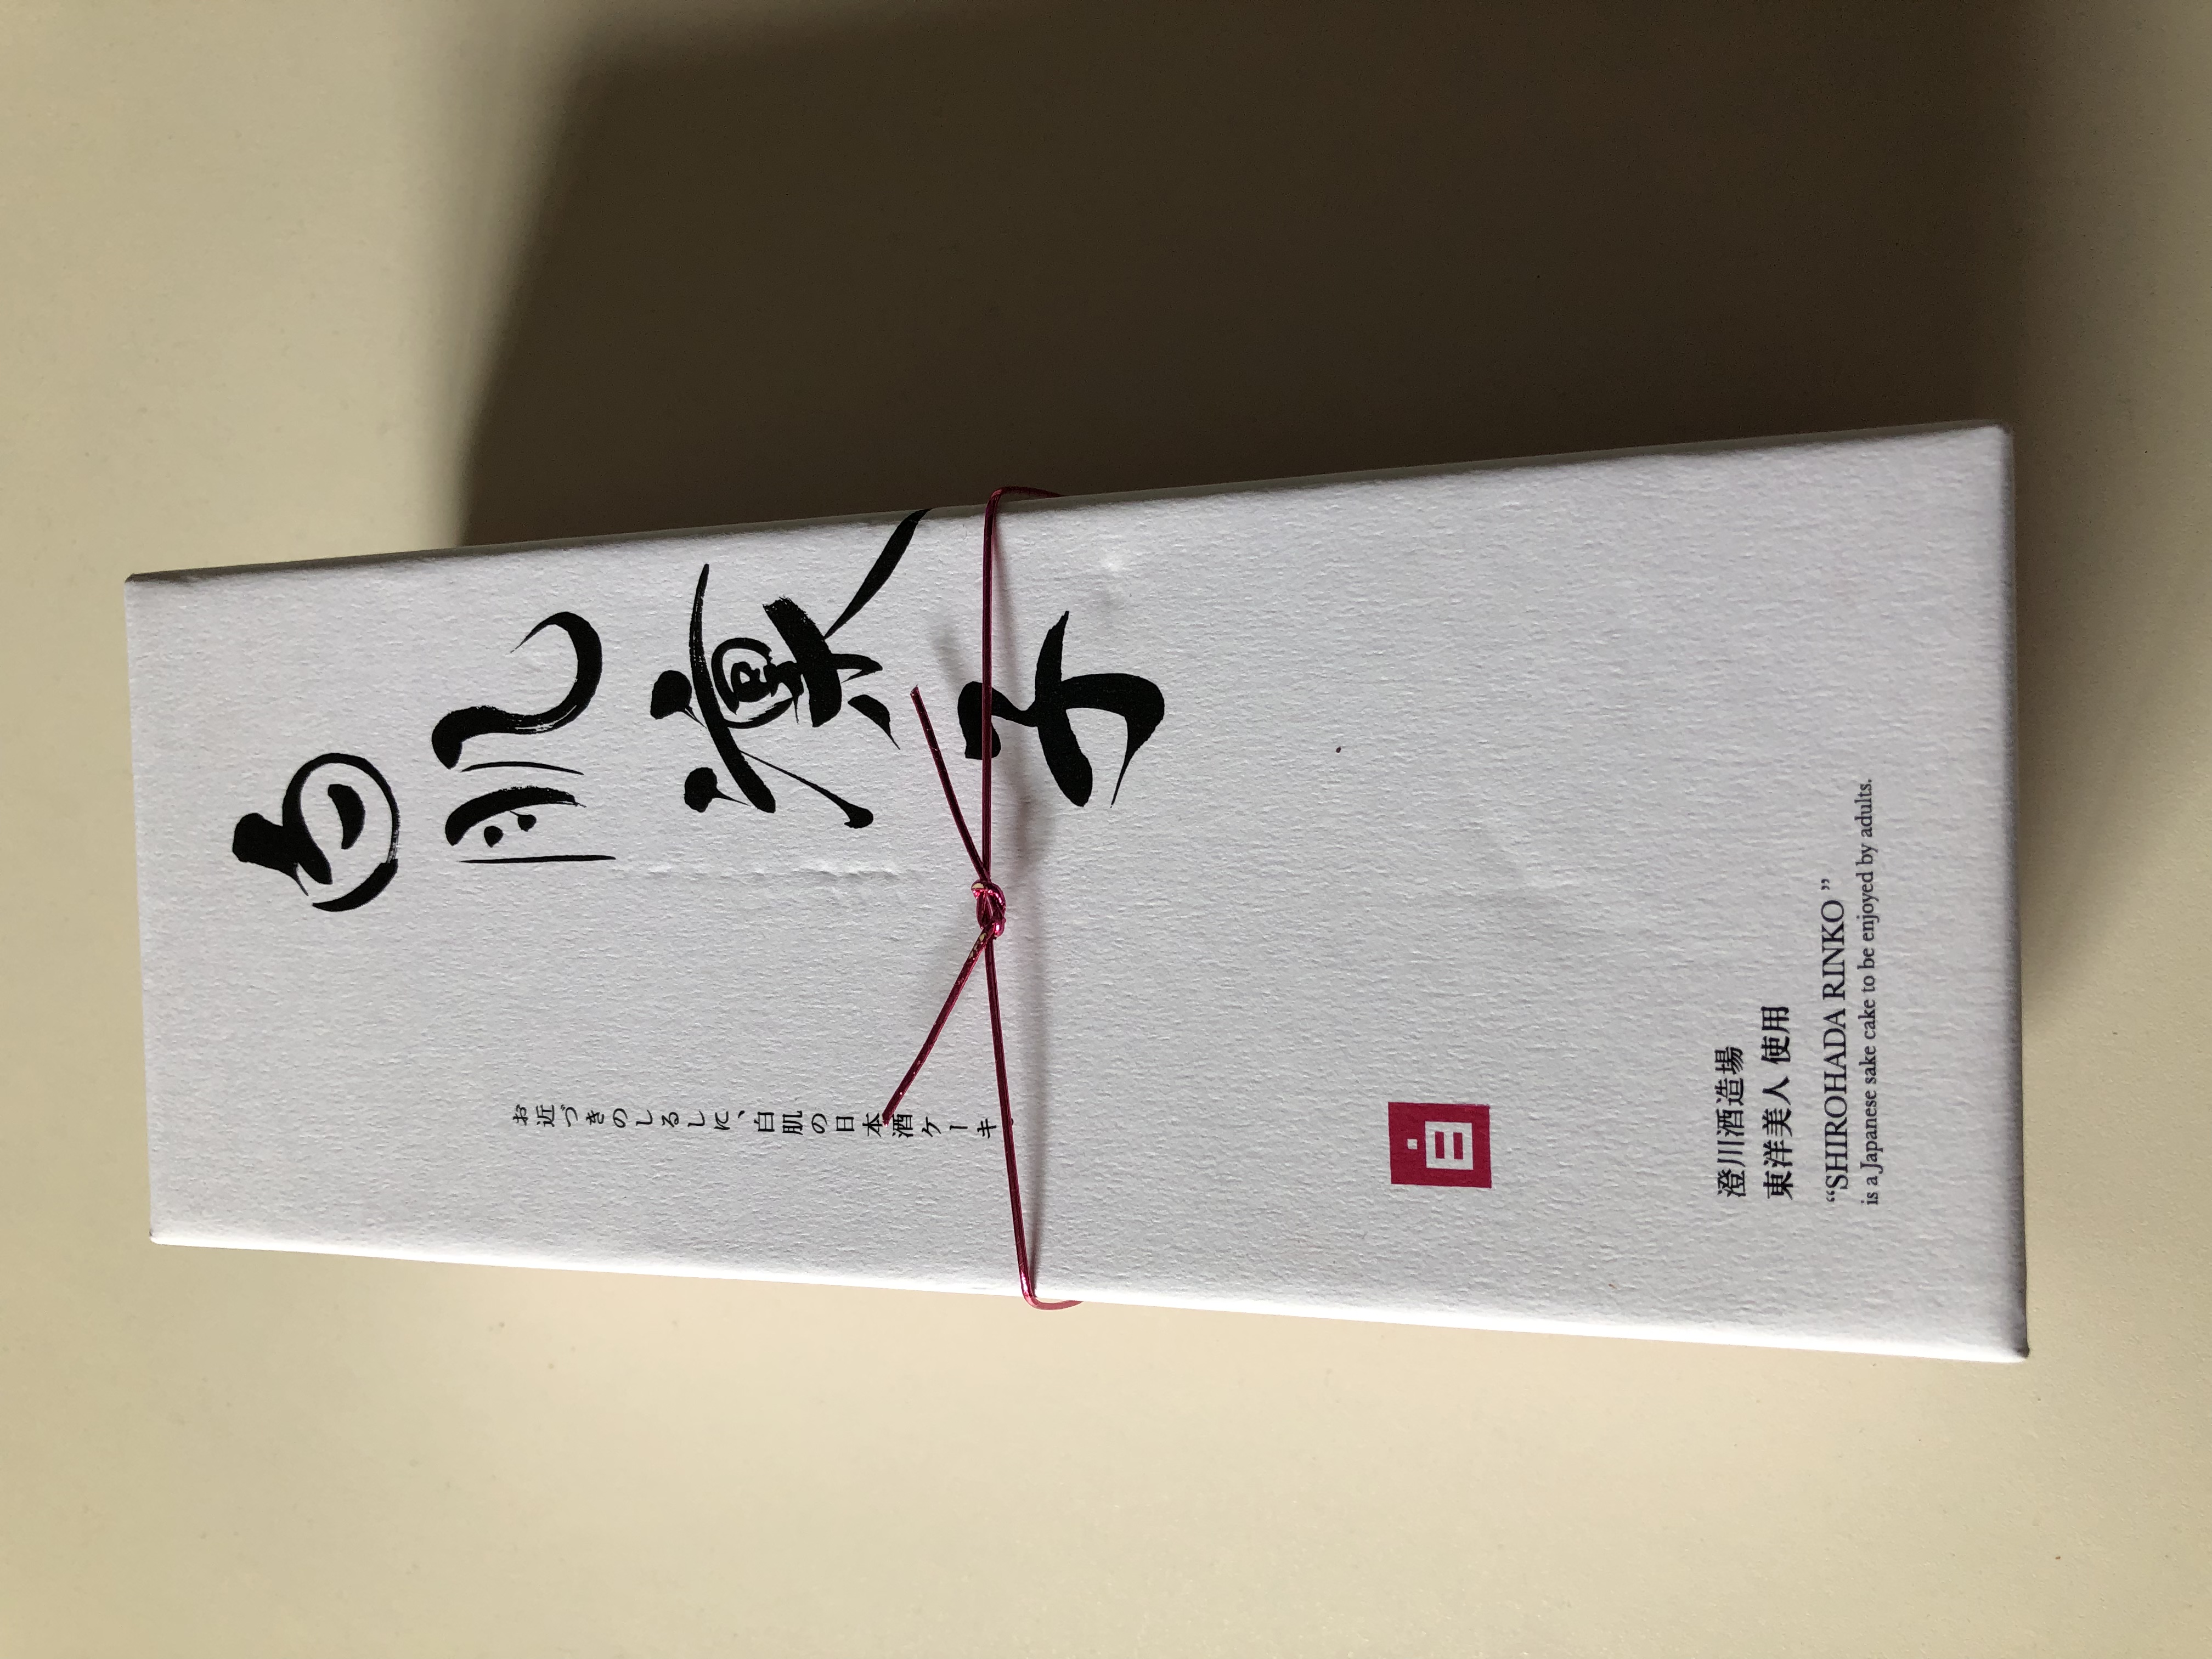 白肌凜子
お近づきのしるしに、白肌の日本酒ケーキ。
白
澄川酒造場
東洋美人 使用
“SHIROHADA RINKO”
is a Japanese sake cake to be enjoyed by adults.